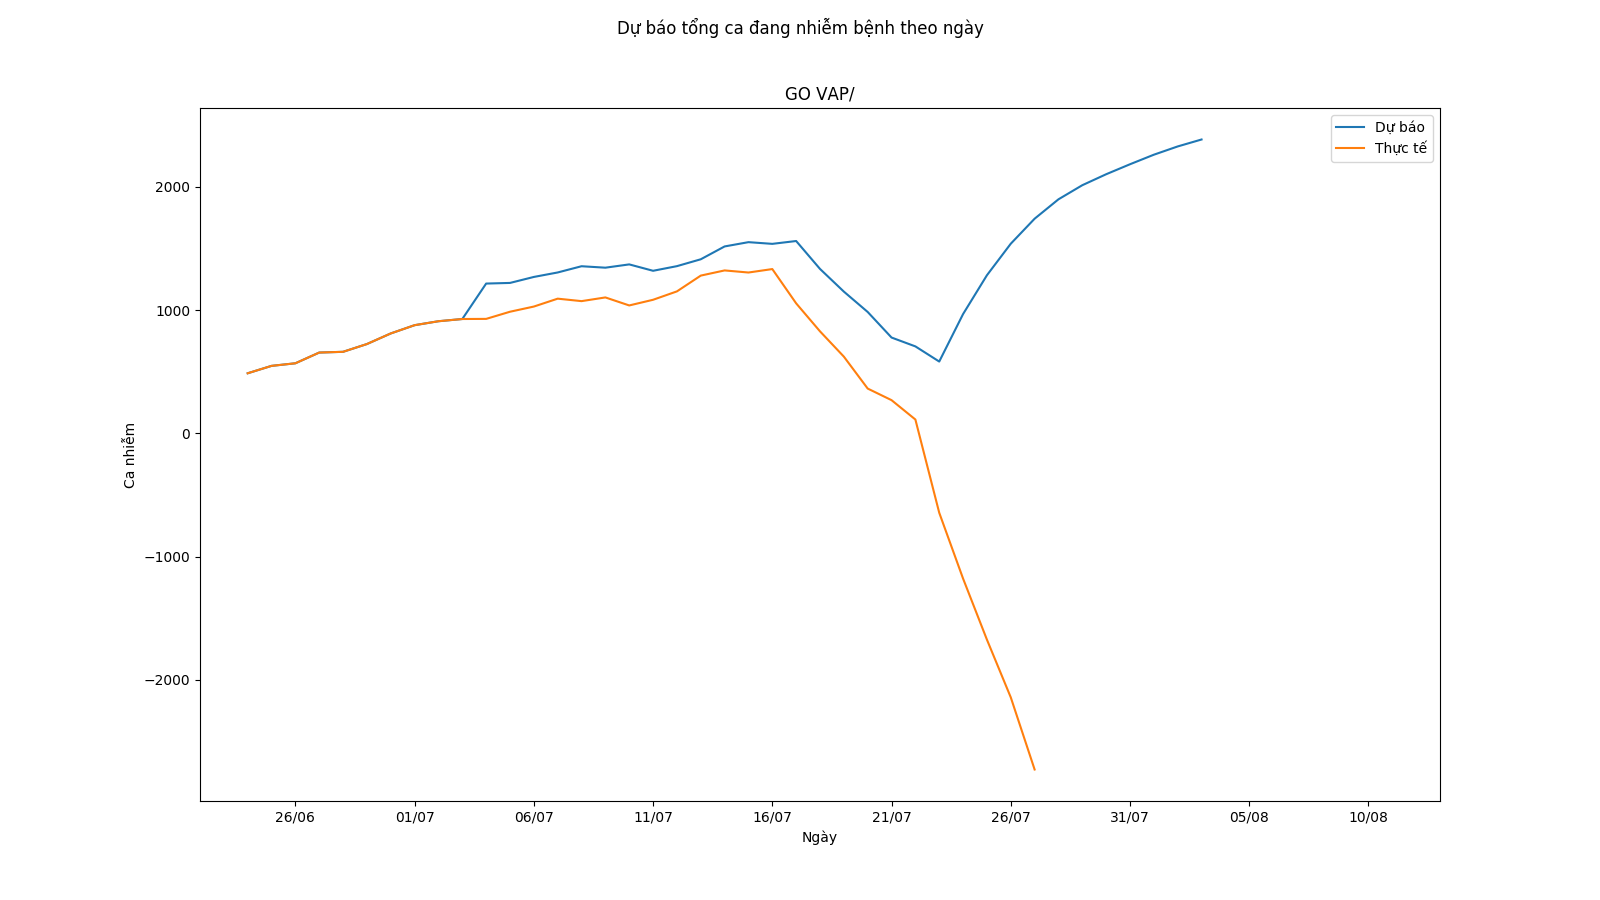 Dự báo tổng ca đang nhiễm bệnh theo ngày
GO VAP/
Dự báo
Thực tế
2000
1000
0
−1000
−2000
Ca nhiễm
26/06
01/07
06/07
11/07
16/07
21/07
26/07
31/07
05/08
10/08
Ngày